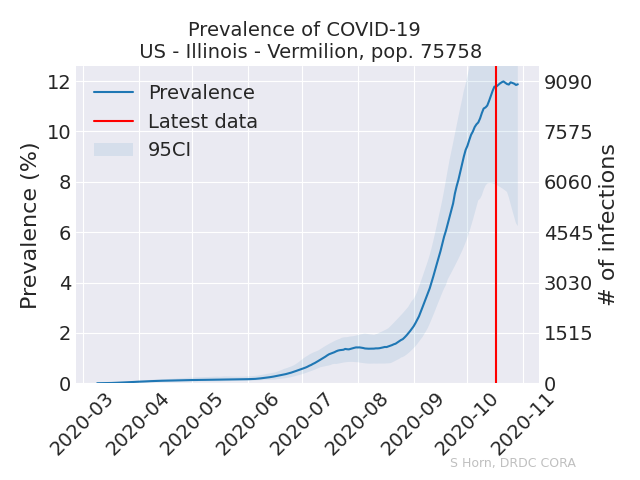 Prevalence of COVID-19
US - Illinois - Vermilion, pop. 75758
Prevalence
Latest data
95CI
Prevalence (%)
12
10
8
6
4
2
0
9090
7575
6060
4545
3030
1515
0
# of infections
2020-03
2020-04
2020-05
2020-06
2020-07
2020-08
2020-09
2020-10
2020-11
S Horn, DRDC CORA